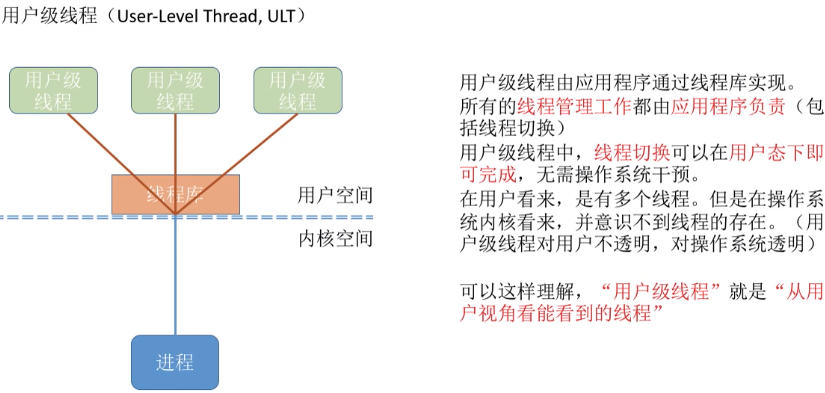 用户级线程（User-Level Thread, ULT）
用户级
线程
用户级
线程
用户级
线程
线程库
用户空间
内核空间
进程
用户级线程由应用程序通过线程库实现。
所有的线程管理工作都由应用程序负责（包
括线程切换）
用户级线程中，线程切换可以在用户态下即
可完成，无需操作系统干预。
在用户看来，是有多个线程。但是在操作系
统内核看来，并意识不到线程的存在。（用
户级线程对用户不透明，对操作系统透明）
可以这样理解，“用户级线程”就是“从用
户视角看能看到的线程”